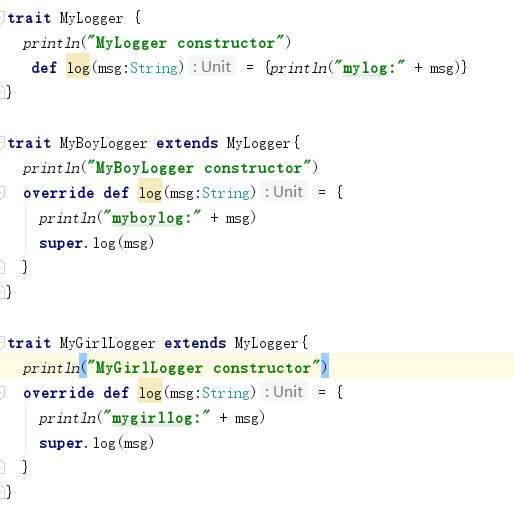 trait MyLogger {
  println("MyLogger constructor")
   def log(msg:String) : Unit = {println("mylog:" + msg)}
}
trait MyBoyLogger extends MyLogger{
  println("MyBoyLogger constructor")
  override def log(msg:String) : Unit = {
    println("myboylog:" + msg)
    super.log(msg)
  }
}
trait MyGirlLogger extends MyLogger{
  println("MyGirlLogger constructor")
  override def log(msg:String) : Unit = {
    println("mygirllog:" + msg)
    super.log(msg)
  }
}